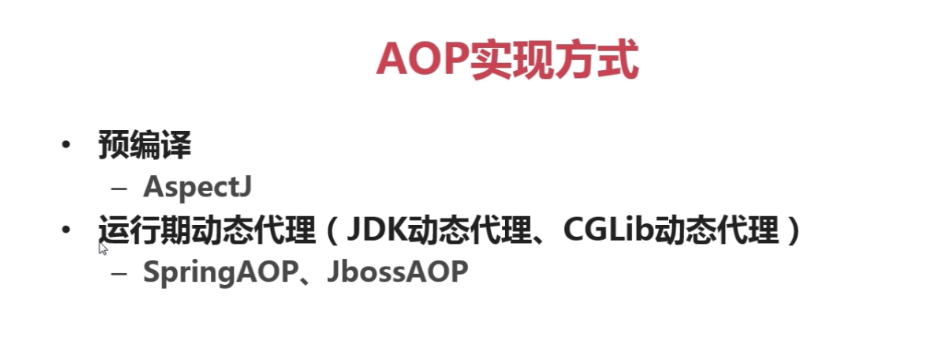 AOP实现方式
• 预编译
– AspectJ
• 运行期动态代理（JDK动态代理、CGLib动态代理）
– SpringAOP、JbossAOP